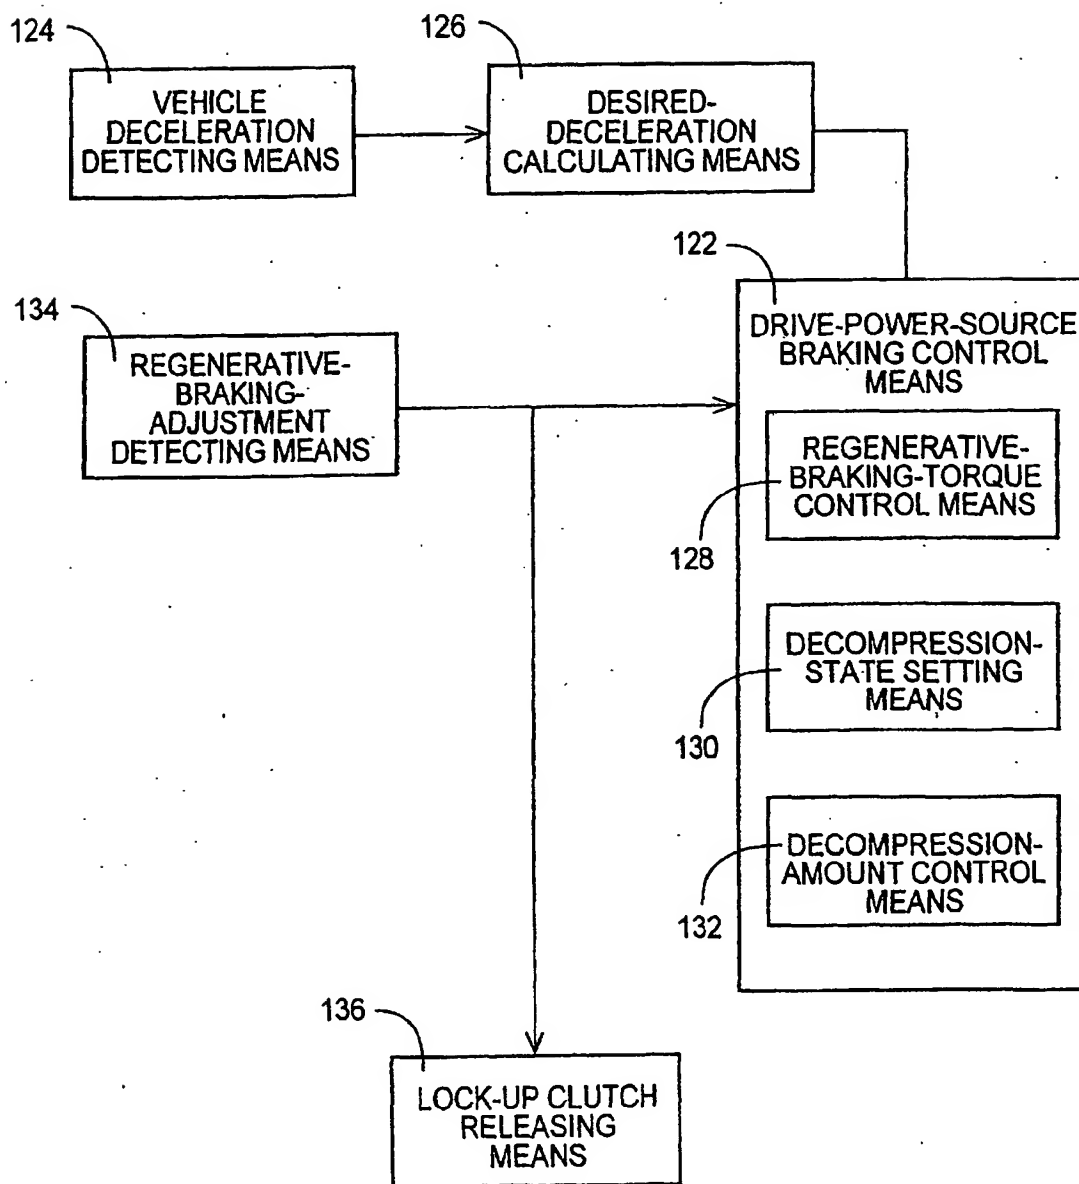 124
VEHICLE
DECELERATION
DETECTING MEANS
126
DESIRED-
DECELERATION
CALCULATING MEANS
134
REGENERATIVE-
BRAKING-
ADJUSTMENT
DETECTING MEANS
122
DRIVE-POWER-SOURCE
BRAKING CONTROL
MEANS
REGENERATIVE-
BRAKING-TORQUE
CONTROL MEANS
128
DECOMPRESSION-
STATE SETTING
MEANS
130
DECOMPRESSION-
AMOUNT CONTROL
MEANS
132
136
LOCK-UP CLUTCH
RELEASING
MEANS